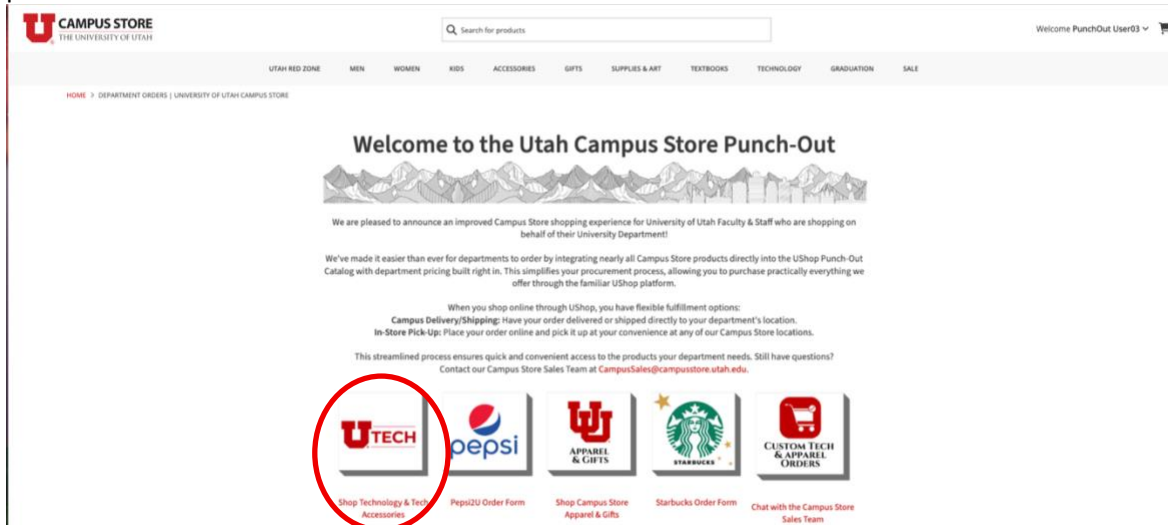 CAMPUS STORE
THE UNIVERSITY OF UTAH
Search for products
Welcome PunchOut User03
UTAH RED ZONE MEN WOMEN KIDS ACCESSORIES GIFTS SUPPLIES & ART TEXTBOOKS TECHNOLOGY GRADUATION SALE
HOME > DEPARTMENT ORDERS | UNIVERSITY OF UTAH CAMPUS STORE
Welcome to the Utah Campus Store Punch-Out
We are pleased to announce an improved Campus Store shopping experience for University of Utah Faculty & Staff who are shopping on
behalf of their University Department!
We've made it easier than ever for departments to order by integrating nearly all Campus Store products directly into the UShop Punch-Out
Catalog with department pricing built right in. This simplifies your procurement process, allowing you to purchase practically everything we
offer through the familiar UShop platform.
When you shop online through UShop, you have flexible fulfillment options:
Campus Delivery/Shipping: Have your order delivered or shipped directly to your department's location.
In-Store Pick-Up: Place your order online and pick it up at your convenience at any of our Campus Store locations.
This streamlined process ensures quick and convenient access to the products your department needs. Still have questions?
Contact our Campus Store Sales Team at CampusSales@campusstore.utah.edu.
U TECH
pepsi
U
APPAREL
& GIFTS
STARBUCKS
CUSTOM TECH
& APPAREL
ORDERS
Shop Technology & Tech
Accessories
Pepsi2U Order Form
Shop Campus Store
Apparel & Gifts
Starbucks Order Form
Chat with the Campus Store
Sales Team